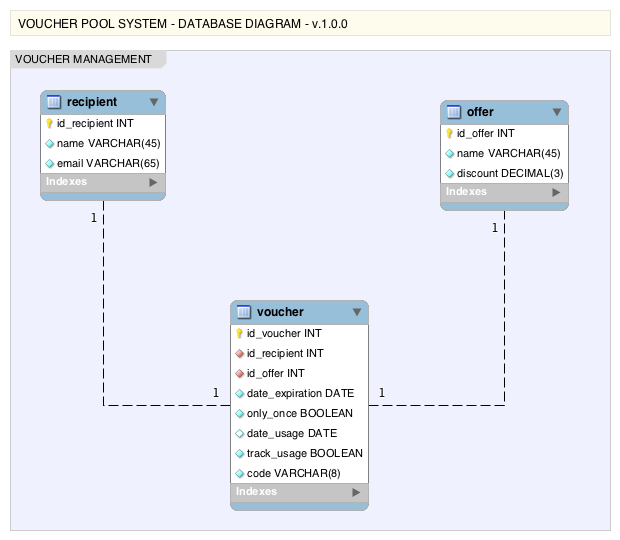 VOUCHER POOL SYSTEM - DATABASE DIAGRAM - v.1.0.0
VOUCHER MANAGEMENT
recipient
id_recipient INT
name VARCHAR(45)
email VARCHAR(65)
Indexes
1
offer
id_offer INT
name VARCHAR(45)
discount DECIMAL(3)
Indexes
1
voucher
id_voucher INT
id_recipient INT
id_offer INT
date_expiration DATE
only_once BOOLEAN
date_usage DATE
track_usage BOOLEAN
code VARCHAR(8)
Indexes
1
1